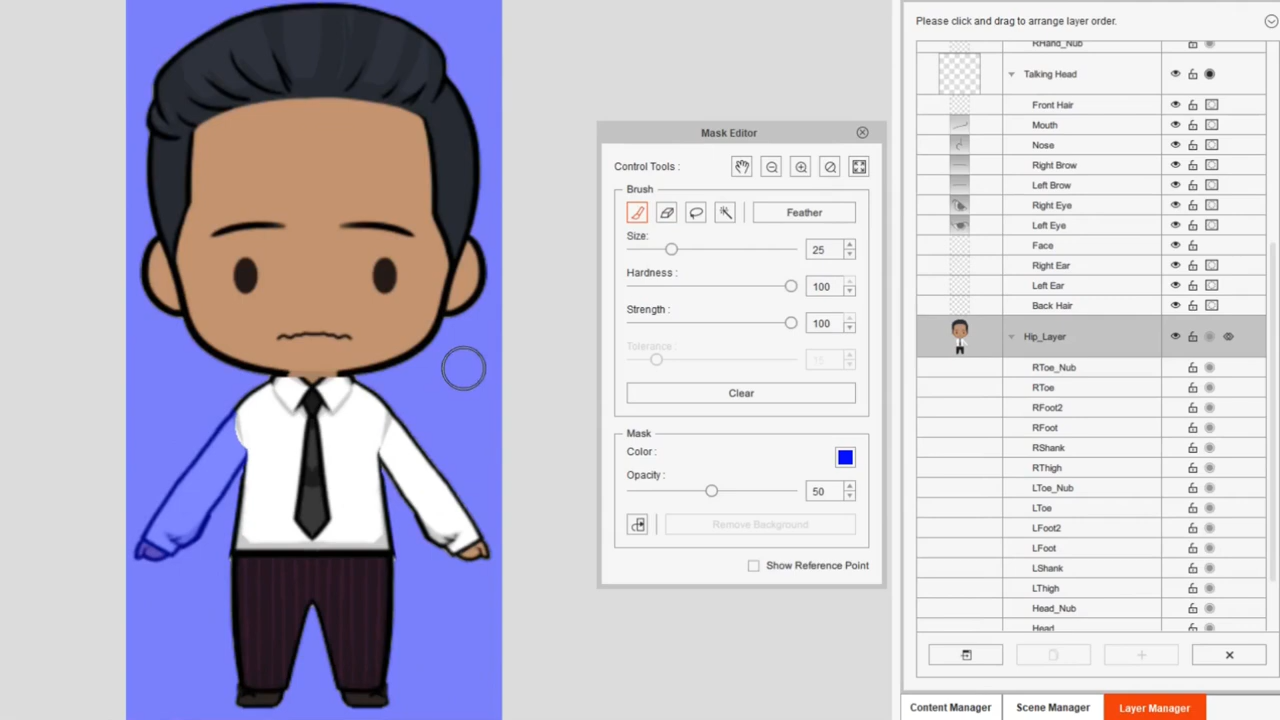 Please click and drag to arrange layer order.
RHand_Nub
Talking Head
Front Hair
Mouth
Nose
Right Brow
Left Brow
Right Eye
Left Eye
Face
Right Ear
Left Ear
Back Hair
Hip_Layer
RToe_Nub
RToe
RFoot2
RFoot
RShank
RThigh
LToe_Nub
LToe
LFoot2
LFoot
LShank
LThigh
Head_Nub
Head
Mask Editor
Control Tools :
Brush
Feather
Size:
25
Hardness :
100
Strength :
100
Tolerance :
15
Clear
Mask
Color :
Opacity :
50
Remove Background
Show Reference Point
Content Manager
Scene Manager
Layer Manager